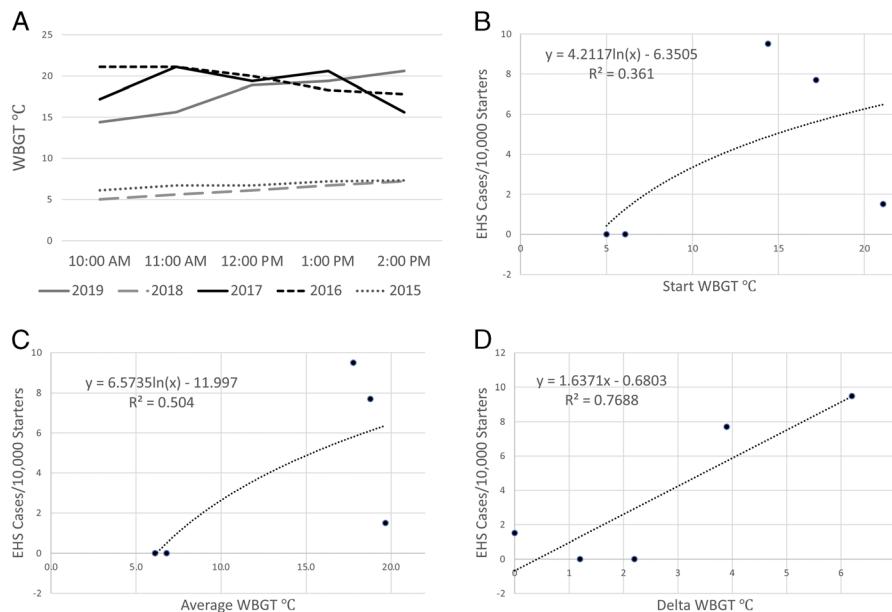 A
25
20
15
10
5
0
WBGT °C
10:00 AM 11:00 AM 12:00 PM 1:00 PM 2:00 PM
2019 2018 2017 2016 2015
B
y = 4.2117ln(x) - 6.3505
R² = 0.361
10
8
6
4
2
0
-2
EHS Cases/10,000 Starters
0 5 10 15 20
Start WBGT °C
C
y = 6.5735ln(x) - 11.997
R² = 0.504
10
8
6
4
2
0
-2
EHS Cases/10,000 Starters
0.0 5.0 10.0 15.0 20.0
Average WBGT °C
D
y = 1.6371x - 0.6803
R² = 0.7688
12
10
8
6
4
2
0
-2
EHS Cases/10,000 Starters
0 1 2 3 4 5 6
Delta WBGT °C